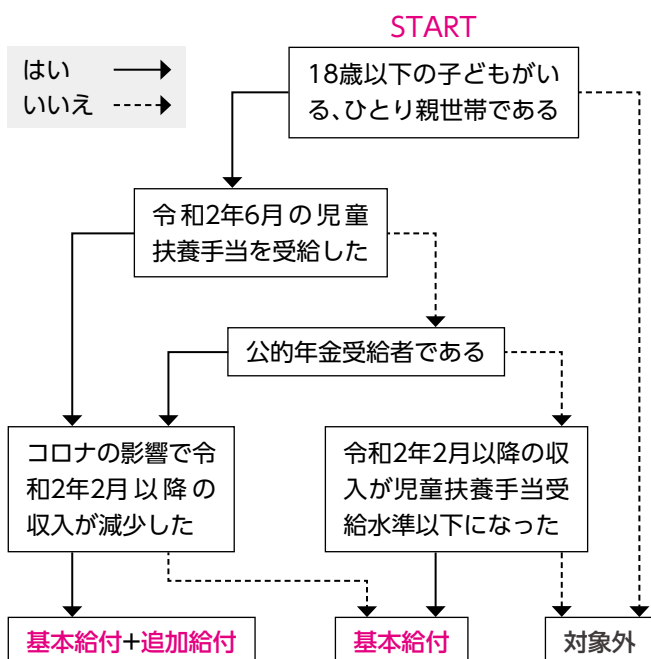 START
はい
いいえ
18歳以下の子どもがい
る、ひとり親世帯である
令和2年6月の児童
扶養手当を受給した
公的年金受給者である
コロナの影響で令
和2年2月以降の
収入が減少した
令和2年2月以降の収
入が児童扶養手当受
給水準以下になった
基本給付+追加給付
基本給付
対象外